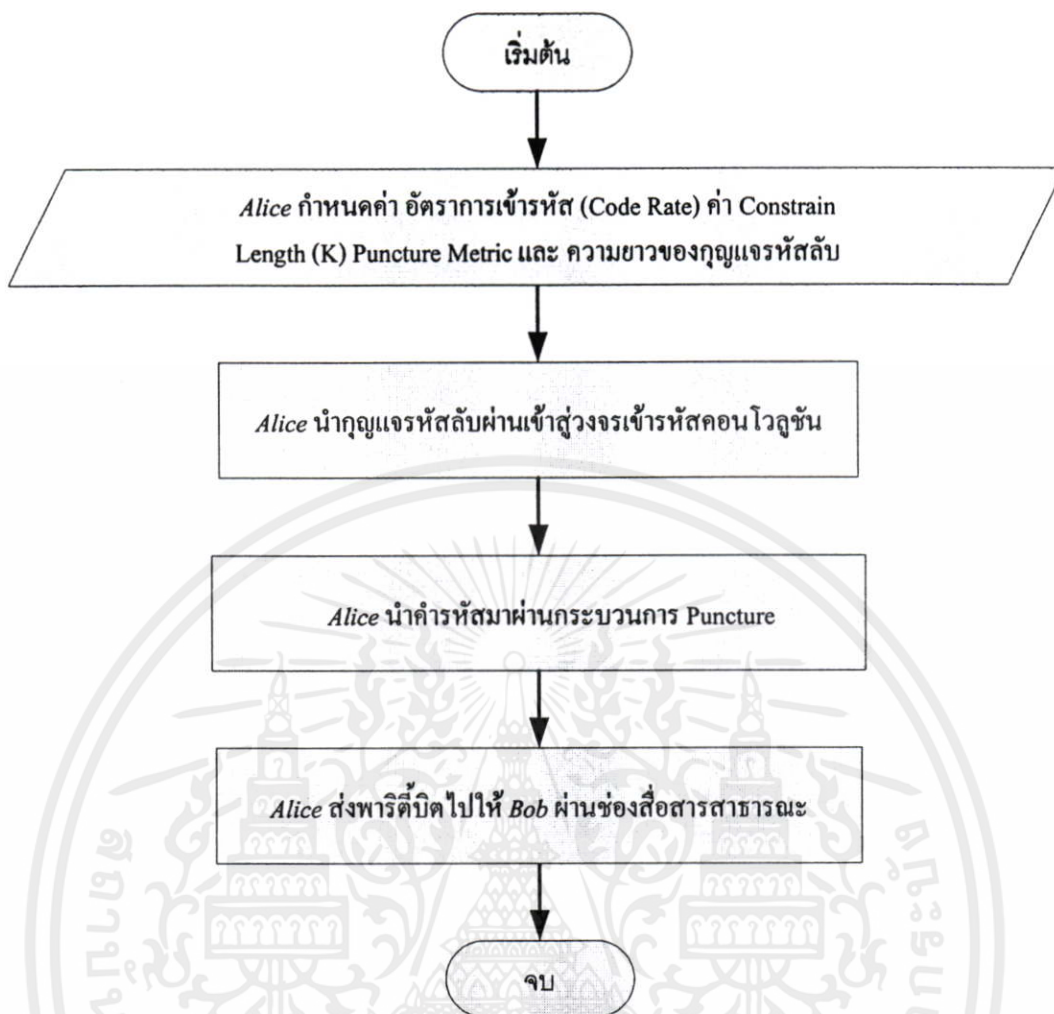 เริ่มต้น
Alice กำหนดค่า อัตราการเข้ารหัส (Code Rate) ค่า Constrain
Length (K) Puncture Metric และ ความยาวของกุญแจรหัสลับ
Alice นำกุญแจรหัสลับผ่านเข้าสู่วงจรเข้ารหัสคอนโวลูชัน
Alice นำคำรหัสมาผ่านกระบวนการ Puncture
Alice ส่งพาริตี้บิตไปให้ Bob ผ่านช่องสื่อสารสาธารณะ
จบ